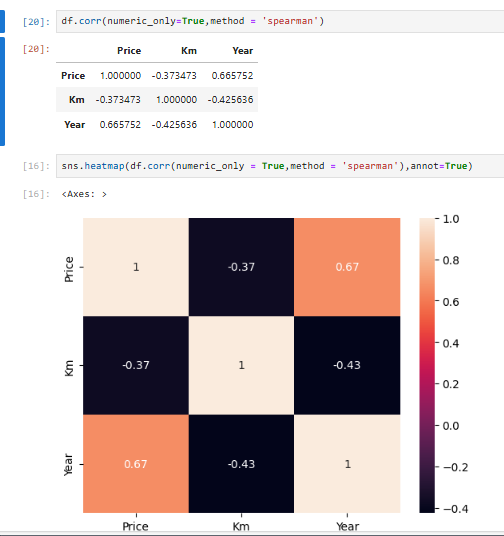 [20]: df.corr(numeric_only=True,method = 'spearman')
[20]:
Price Km Year
Price 1.000000 -0.373473 0.665752
Km -0.373473 1.000000 -0.425636
Year 0.665752 -0.425636 1.000000
[16]: sns.heatmap(df.corr(numeric_only = True,method = 'spearman'),annot=True)
[16]: <Axes: >
1.0
Price 1 -0.37 0.67
0.8
0.6
Km -0.37 1 -0.43
0.4
0.2
0.0
Year 0.67 -0.43 1
−0.2
−0.4
Price Km Year